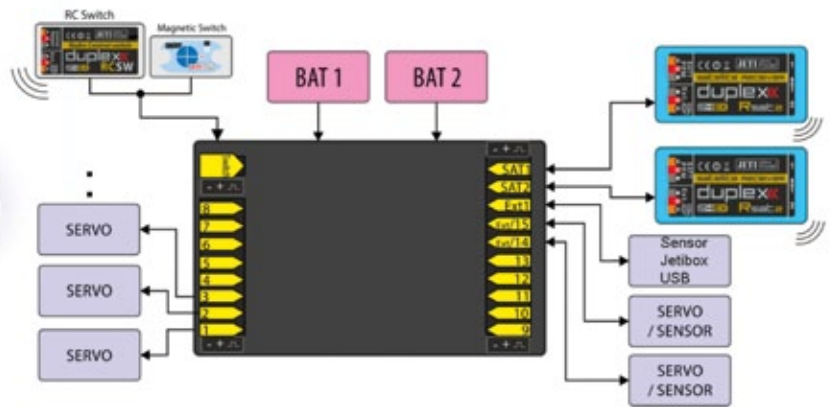 RC Switch
Magnetic Switch
duplex
RCSW
BAT 1
BAT 2
JETI
duplex
Rsat2
JETI
duplex
Rsat2
- +
- +
SAT1
SAT2
Ext1
Ext/15
Ext/14
13
12
11
10
9
- +
8
7
6
5
4
3
2
1
- +
SERVO
SERVO
SERVO
Sensor
Jetibox
USB
SERVO
/ SENSOR
SERVO
/ SENSOR